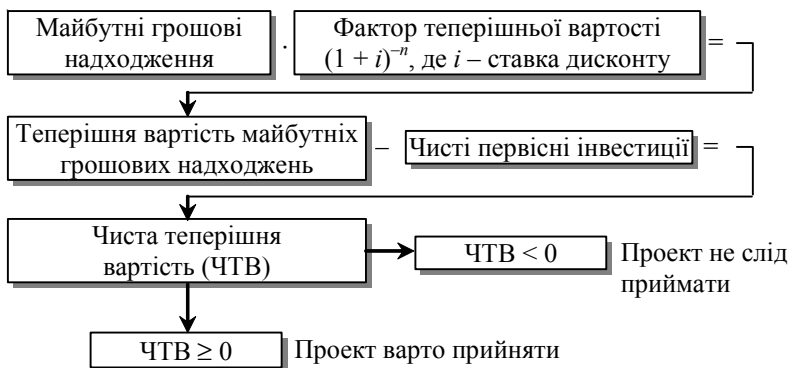 Майбутні грошові
надходження
·
Фактор теперішньої вартості
(1 + i)⁻ⁿ, де i – ставка дисконту
=
Теперішня вартість майбутніх
грошових надходжень
–
Чисті первісні інвестиції
=
Чиста теперішня
вартість (ЧТВ)
ЧТВ < 0
Проект не слід
приймати
ЧТВ ≥ 0
Проект варто прийняти